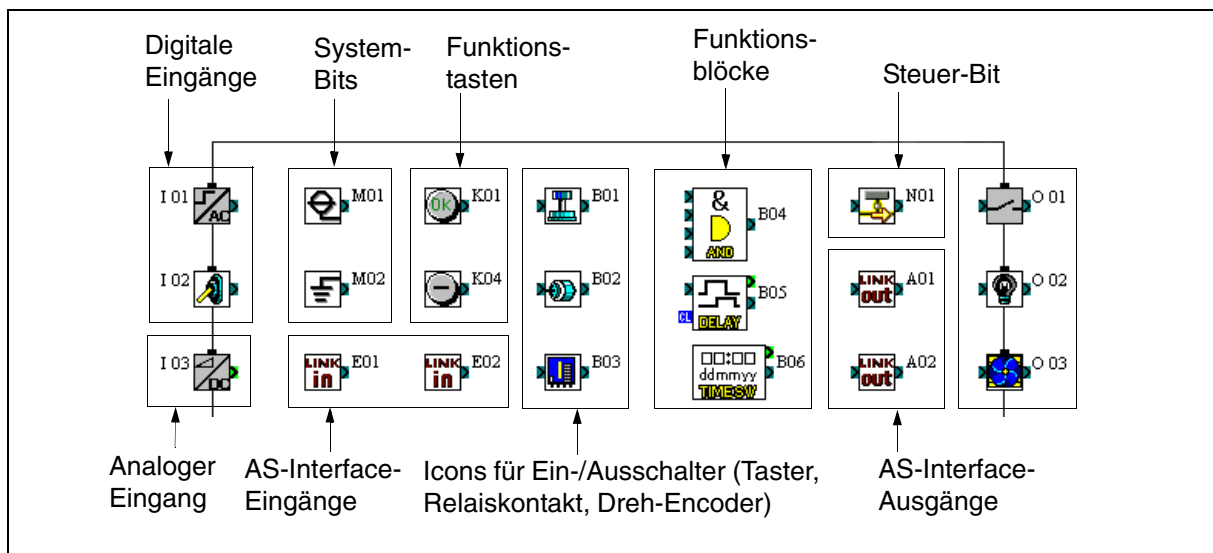 Digitale
Eingänge
System-
Bits
Funktions-
tasten
Funktions-
blöcke
Steuer-Bit
I 01
AC
M01
OK
K01
B01
&
AND
B04
N01
O 01
I 02
M02
K04
B02
CL
DELAY
B05
LINK
out
A01
O 02
I 03
DC
LINK
in
E01
LINK
in
E02
B03
□□:□□
ddmmyy
TIMESW
B06
LINK
out
A02
O 03
Analoger
Eingang
AS-Interface-
Eingänge
Icons für Ein-/Ausschalter (Taster,
Relaiskontakt, Dreh-Encoder)
AS-Interface-
Ausgänge